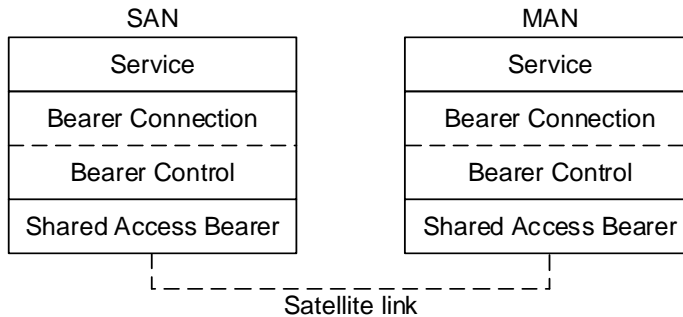 SAN
MAN
Service
Service
Bearer Connection
Bearer Connection
Bearer Control
Bearer Control
Shared Access Bearer
Shared Access Bearer
Satellite link